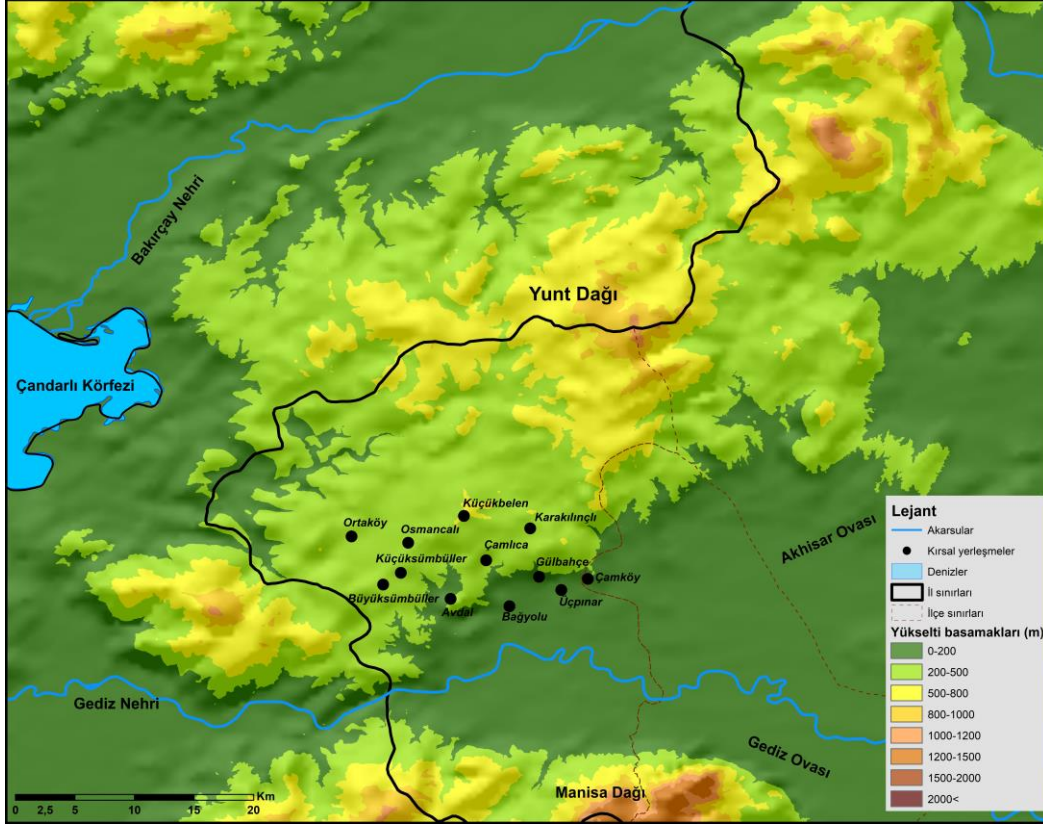 Bakırçay Nehri
Yunt Dağı
Çandarlı Körfezi
Küçükbelen
Ortaköy
Osmancalı
Karakılınçlı
Çamlıca
Küçüksümbüller
Gülbahçe
Çamköy
Büyüksümbüller
Avdal
Üçpınar
Bağyolu
Akhisar Ovası
Gediz Nehri
Gediz Ovası
Manisa Dağı
Km
0 2,5 5 10 15 20
Lejant
Akarsular
Kırsal yerleşmeler
Denizler
İl sınırları
İlçe sınırları
Yükselti basamakları (m)
0-200
200-500
500-800
800-1000
1000-1200
1200-1500
1500-2000
2000<